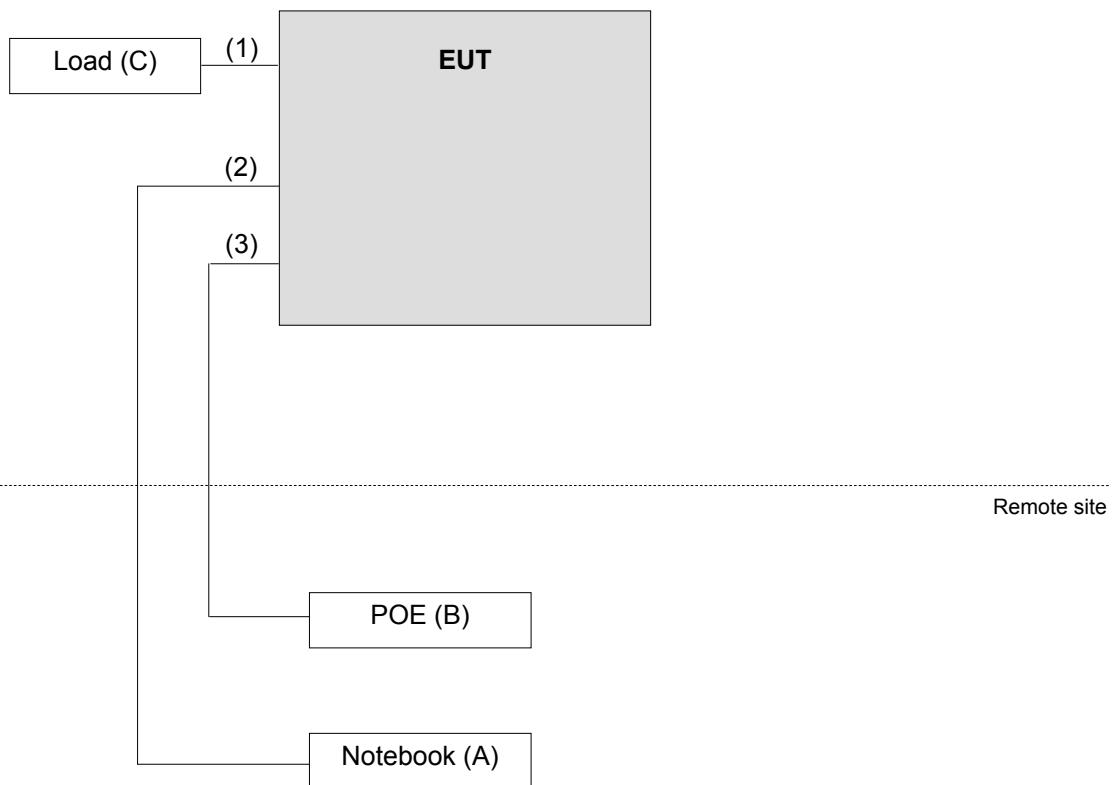 Load (C)
(1)
EUT
(2)
(3)
Remote site
POE (B)
Notebook (A)